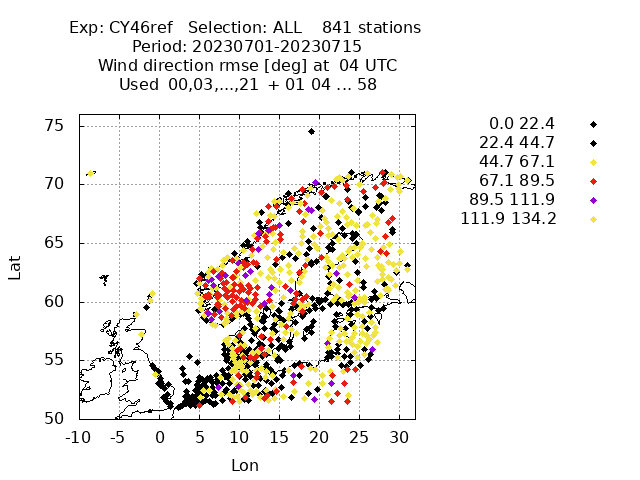 Exp: CY46ref   Selection: ALL    841 stations
Period: 20230701-20230715
Wind direction rmse [deg] at  04 UTC
Used  00,03,...,21  + 01 04 ... 58
0.0 22.4
22.4 44.7
44.7 67.1
67.1 89.5
89.5 111.9
111.9 134.2
75
70
65
60
55
50
Lat
-10 -5 0 5 10 15 20 25 30
Lon